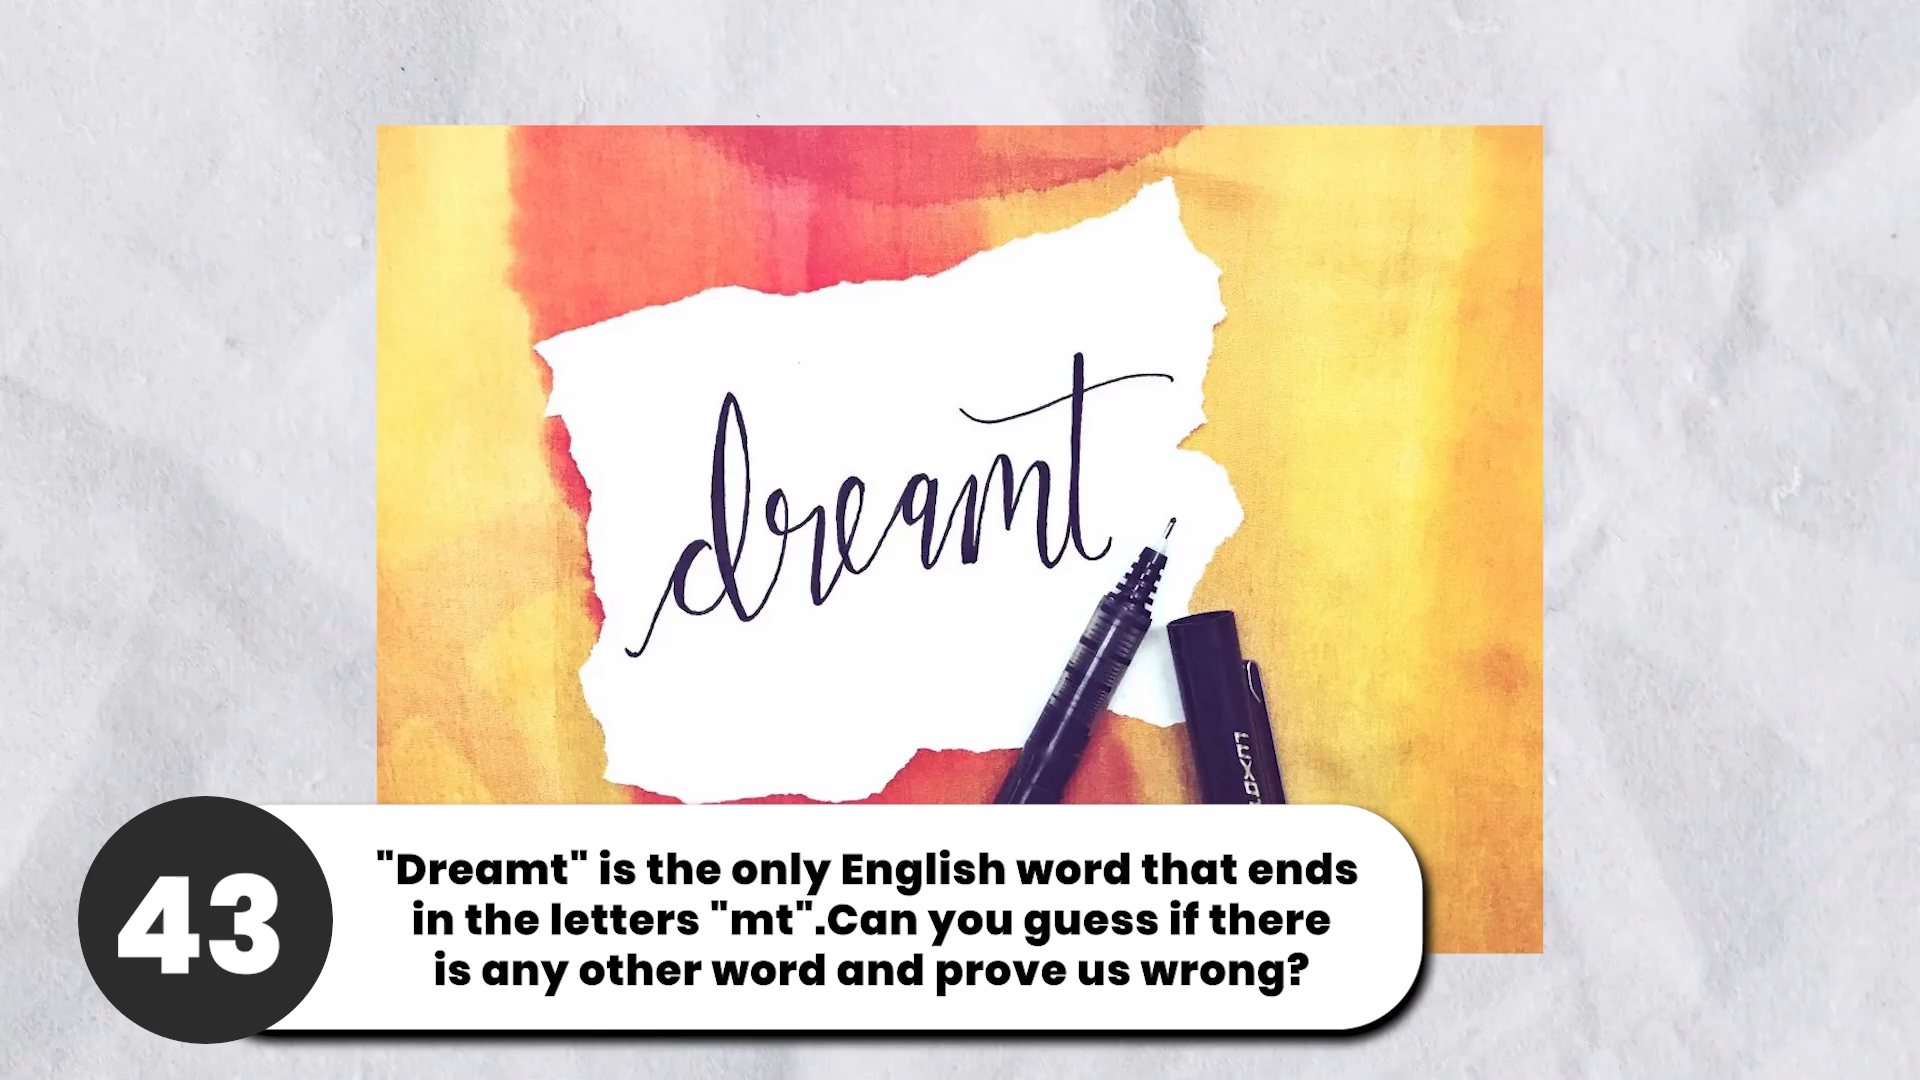 dreamt
43
"Dreamt" is the only English word that ends
in the letters "mt".Can you guess if there
is any other word and prove us wrong?